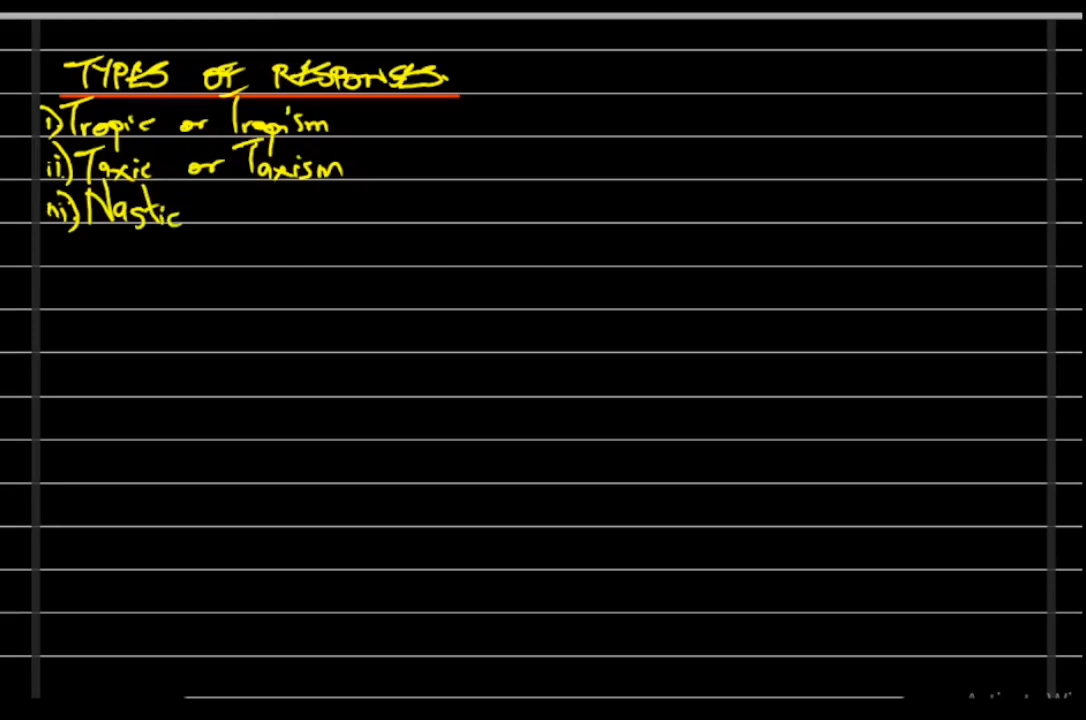 TYPES OF RESPONSES.
i) Tropic or Tropism
ii) Taxic or Taxism
iii) Nastic